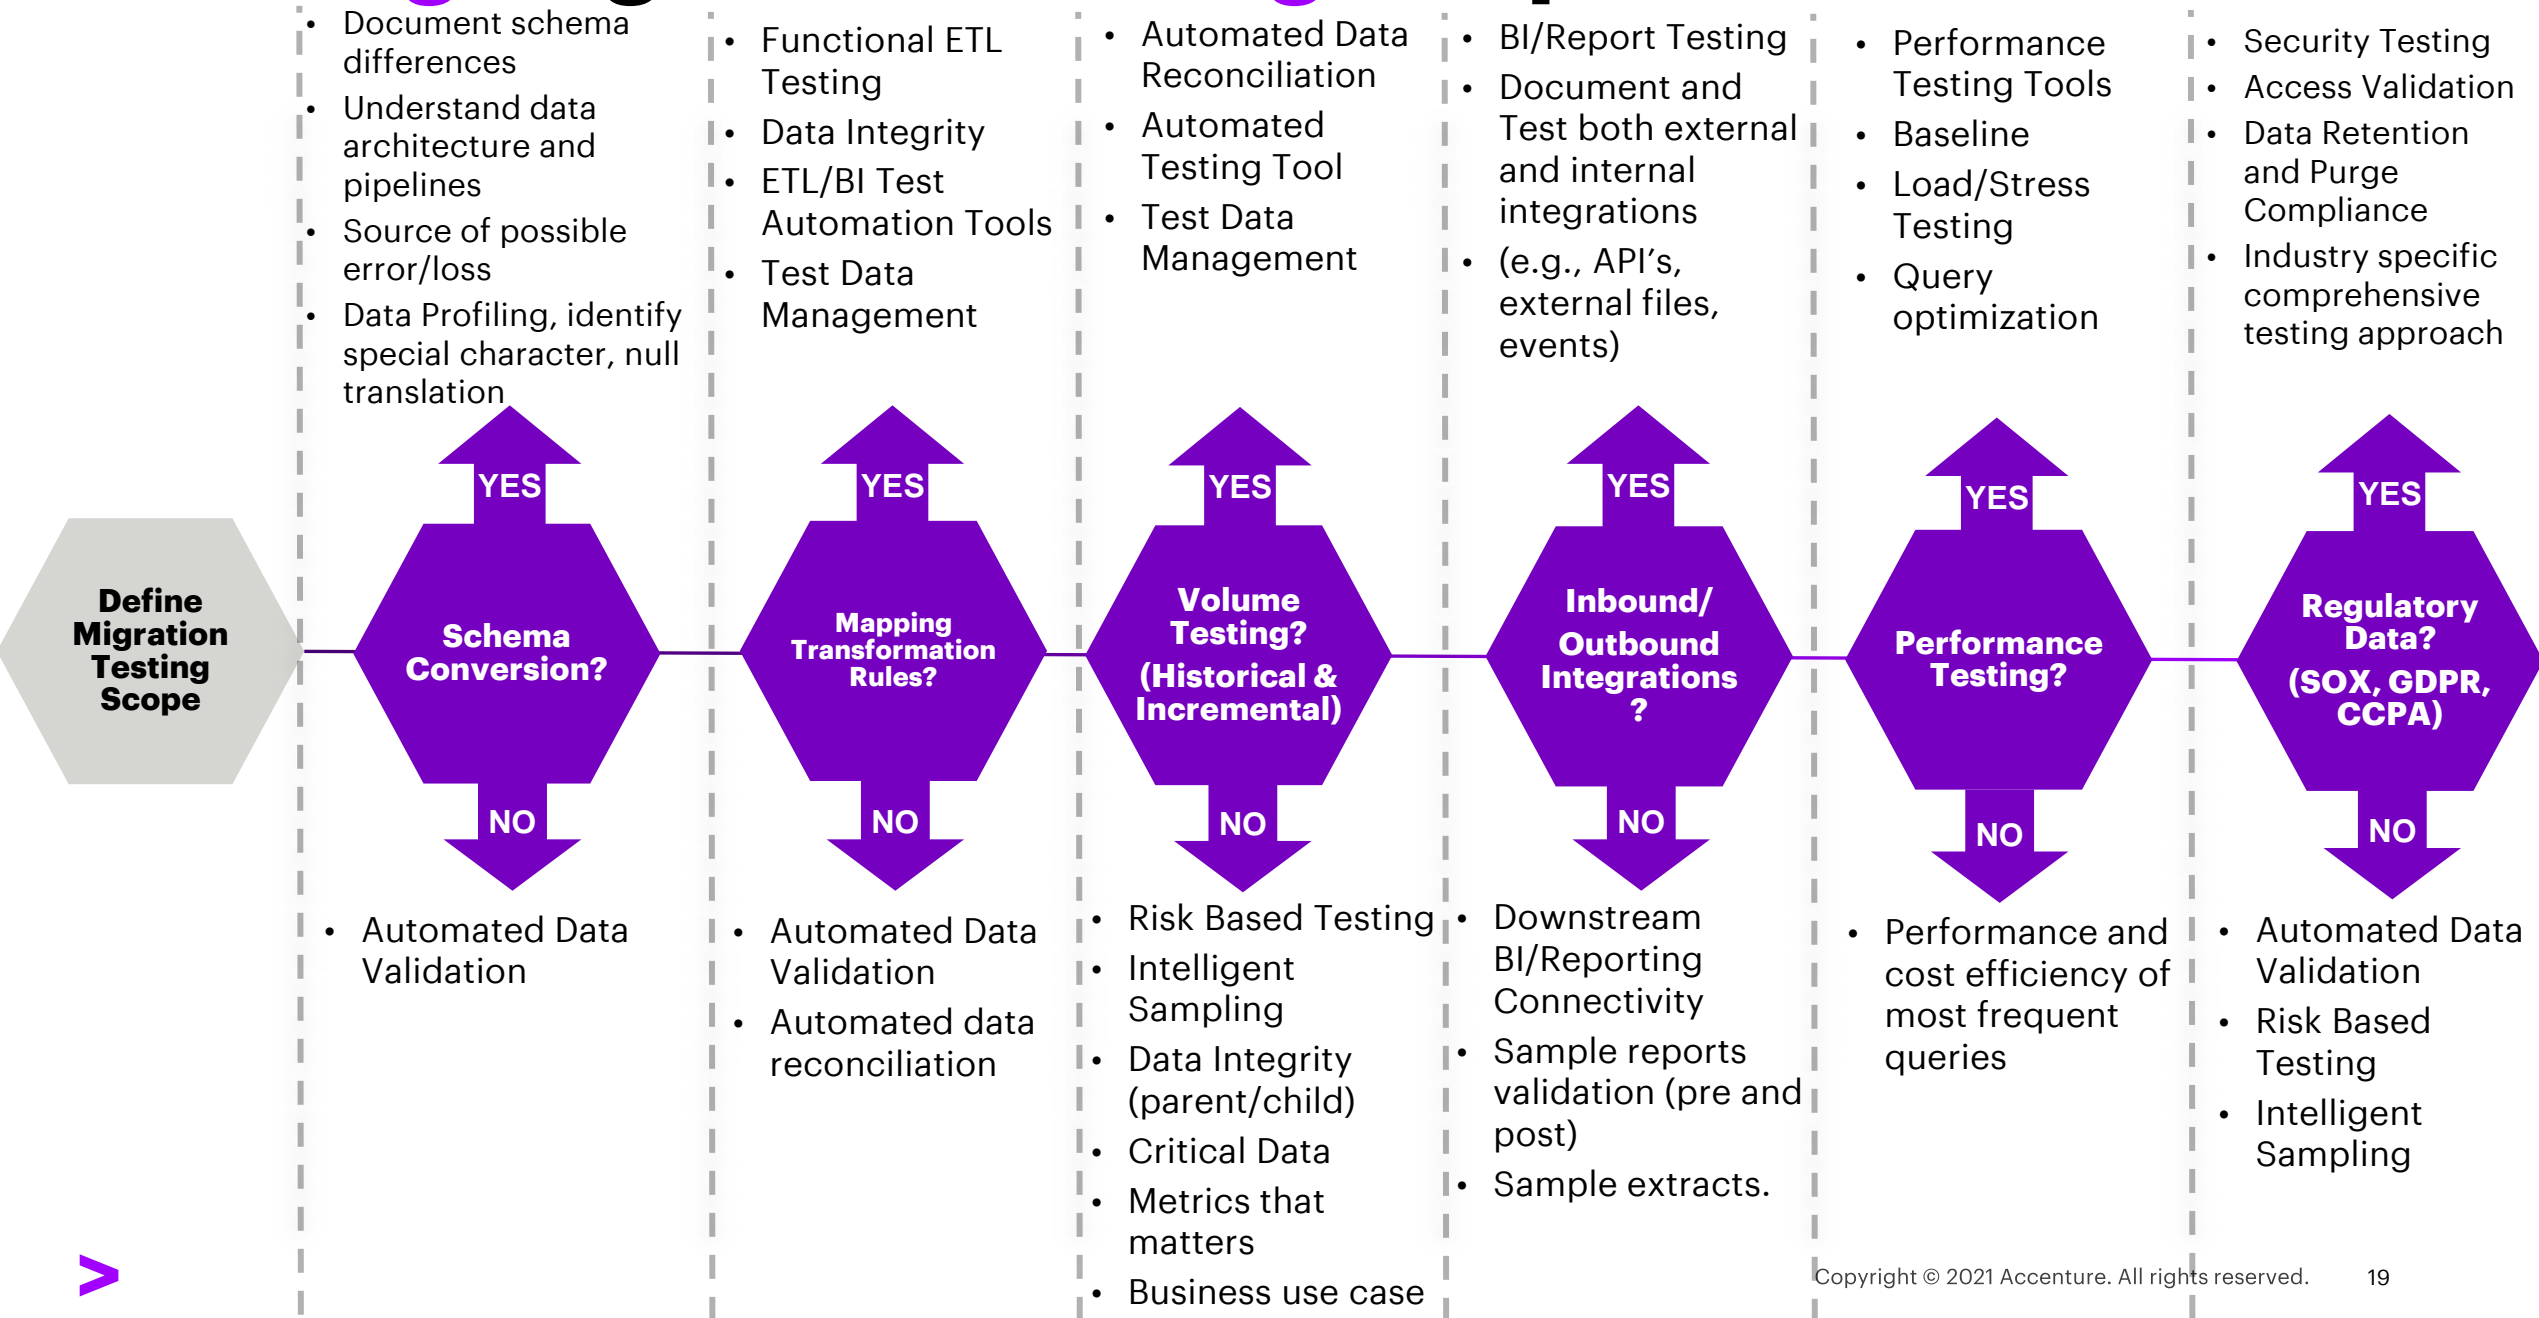 • Document schema
differences
• Understand data
architecture and
pipelines
• Source of possible
error/loss
• Data Profiling, identify
special character, null
translation
• Functional ETL
Testing
• Data Integrity
• ETL/BI Test
Automation Tools
• Test Data
Management
• Automated Data
Reconciliation
• Automated
Testing Tool
• Test Data
Management
• BI/Report Testing
• Document and
Test both external
and internal
integrations
• (e.g., API’s,
external files,
events)
• Performance
Testing Tools
• Baseline
• Load/Stress
Testing
• Query
optimization
• Security Testing
• Access Validation
• Data Retention
and Purge
Compliance
• Industry specific
comprehensive
testing approach
YES
YES
YES
YES
YES
YES
Define
Migration
Testing
Scope
Schema
Conversion?
Mapping
Transformation
Rules?
Volume
Testing?
(Historical &
Incremental)
Inbound/
Outbound
Integrations
?
Performance
Testing?
Regulatory
Data?
(SOX, GDPR,
CCPA)
NO
NO
NO
NO
NO
NO
• Automated Data
Validation
• Automated Data
Validation
• Automated data
reconciliation
• Risk Based Testing
• Intelligent
Sampling
• Data Integrity
(parent/child)
• Critical Data
• Metrics that
matters
• Business use case
• Downstream
BI/Reporting
Connectivity
• Sample reports
validation (pre and
post)
• Sample extracts.
• Performance and
cost efficiency of
most frequent
queries
• Automated Data
Validation
• Risk Based
Testing
• Intelligent
Sampling
Copyright © 2021 Accenture. All rights reserved.
19